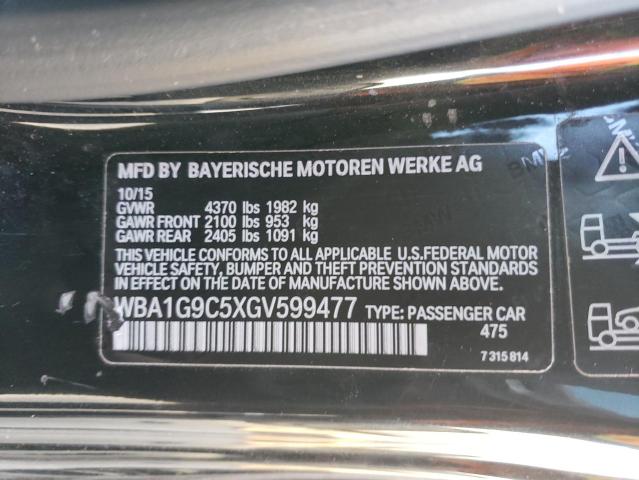 MFD BY BAYERISCHE MOTOREN WERKE AG
10/15
GVWR 4370 lbs 1982 kg
GAWR FRONT 2100 lbs 953 kg
GAWR REAR 2405 lbs 1091 kg
THIS VEHICLE CONFORMS TO ALL APPLICABLE U.S.FEDERAL MOTOR
VEHICLE SAFETY, BUMPER, AND THEFT PREVENTION STANDARDS
IN EFFECT ON THE DATE OF MANUFACTURE SHOWN ABOVE.
WBA1G9C5XGV599477 TYPE: PASSENGER CAR
475
7 315 814